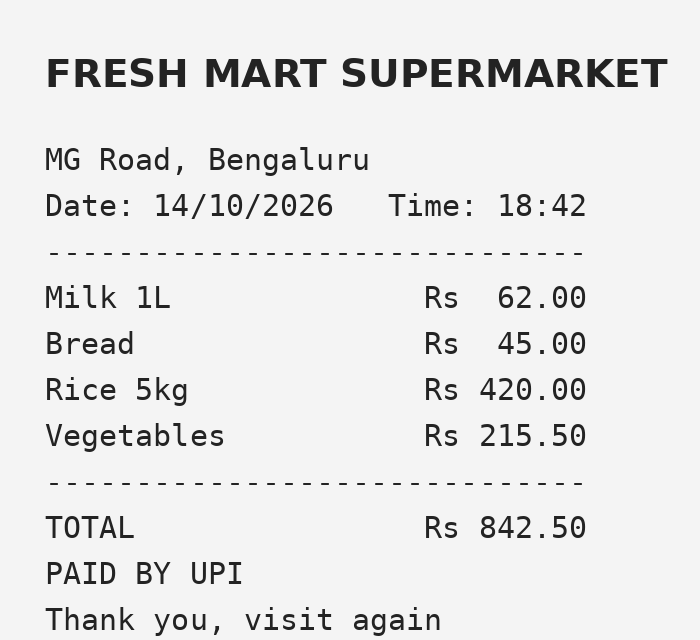 FRESH MART SUPERMARKET
MG Road, Bengaluru
Date: 14/10/2026   Time: 18:42
------------------------------
Milk 1L              Rs  62.00
Bread                Rs  45.00
Rice 5kg             Rs 420.00
Vegetables           Rs 215.50
------------------------------
TOTAL                Rs 842.50
PAID BY UPI
Thank you, visit again